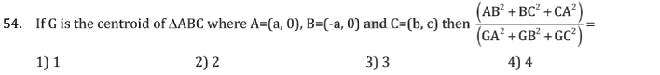 54. If G is the centroid of ΔABC where A=(a, 0), B=(-a, 0) and C=(b, c) then (AB² + BC² + CA²) / (GA² + GB² + GC²) =
1) 1 2) 2 3) 3 4) 4